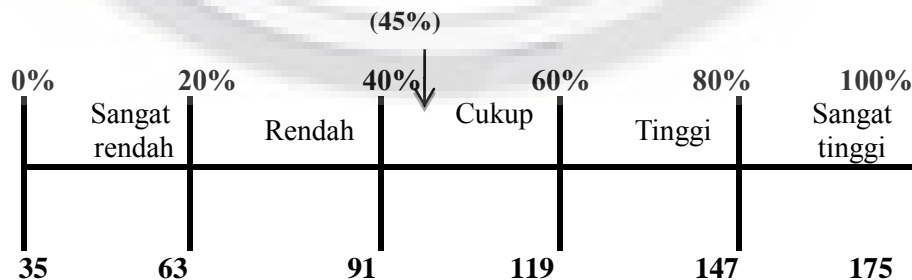 (45%)
0% 20% 40% 60% 80% 100%
Sangat rendah Rendah Cukup Tinggi Sangat tinggi
35 63 91 119 147 175